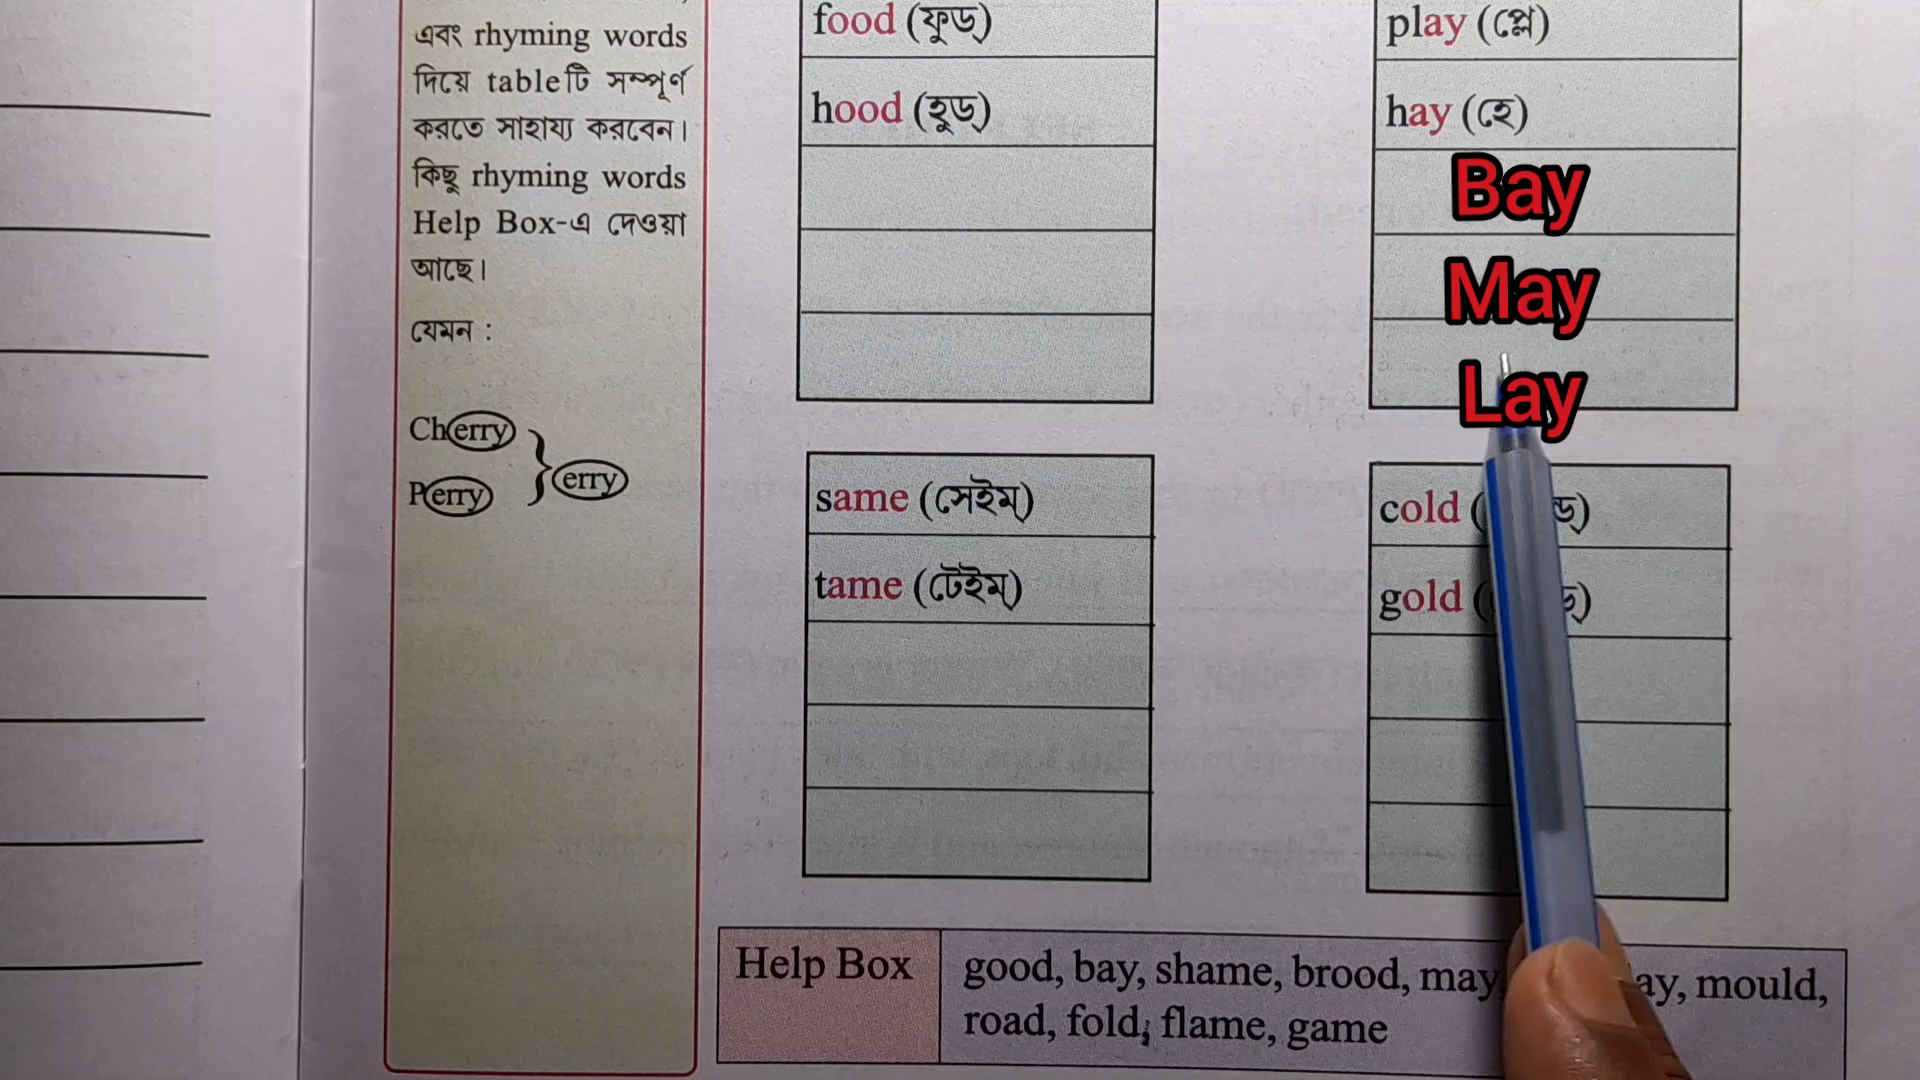 এবং rhyming words
দিয়ে tableটি সম্পূর্ণ
করতে সাহায্য করবেন।
কিছু rhyming words
Help Box-এ দেওয়া
আছে।
যেমন :
Cherry
Perry
erry
food (ফুড্)
hood (হুড্)
play (প্লে)
hay (হে)
Bay
May
Lay
same (সেইম্)
tame (টেইম্)
cold
gold
Help Box
good, bay, shame, brood, may, mould,
road, fold, flame, game